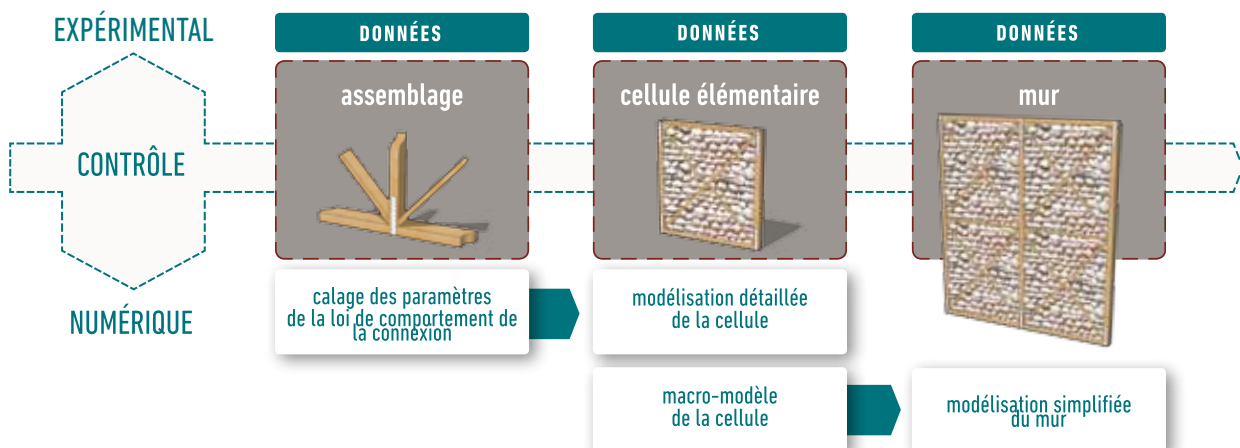 EXPÉRIMENTAL
CONTRÔLE
NUMÉRIQUE
DONNÉES
assemblage
calage des paramètres
de la loi de comportement de
la connexion
DONNÉES
cellule élémentaire
modélisation détaillée
de la cellule
macro-modèle
de la cellule
DONNÉES
mur
modélisation simplifiée
du mur